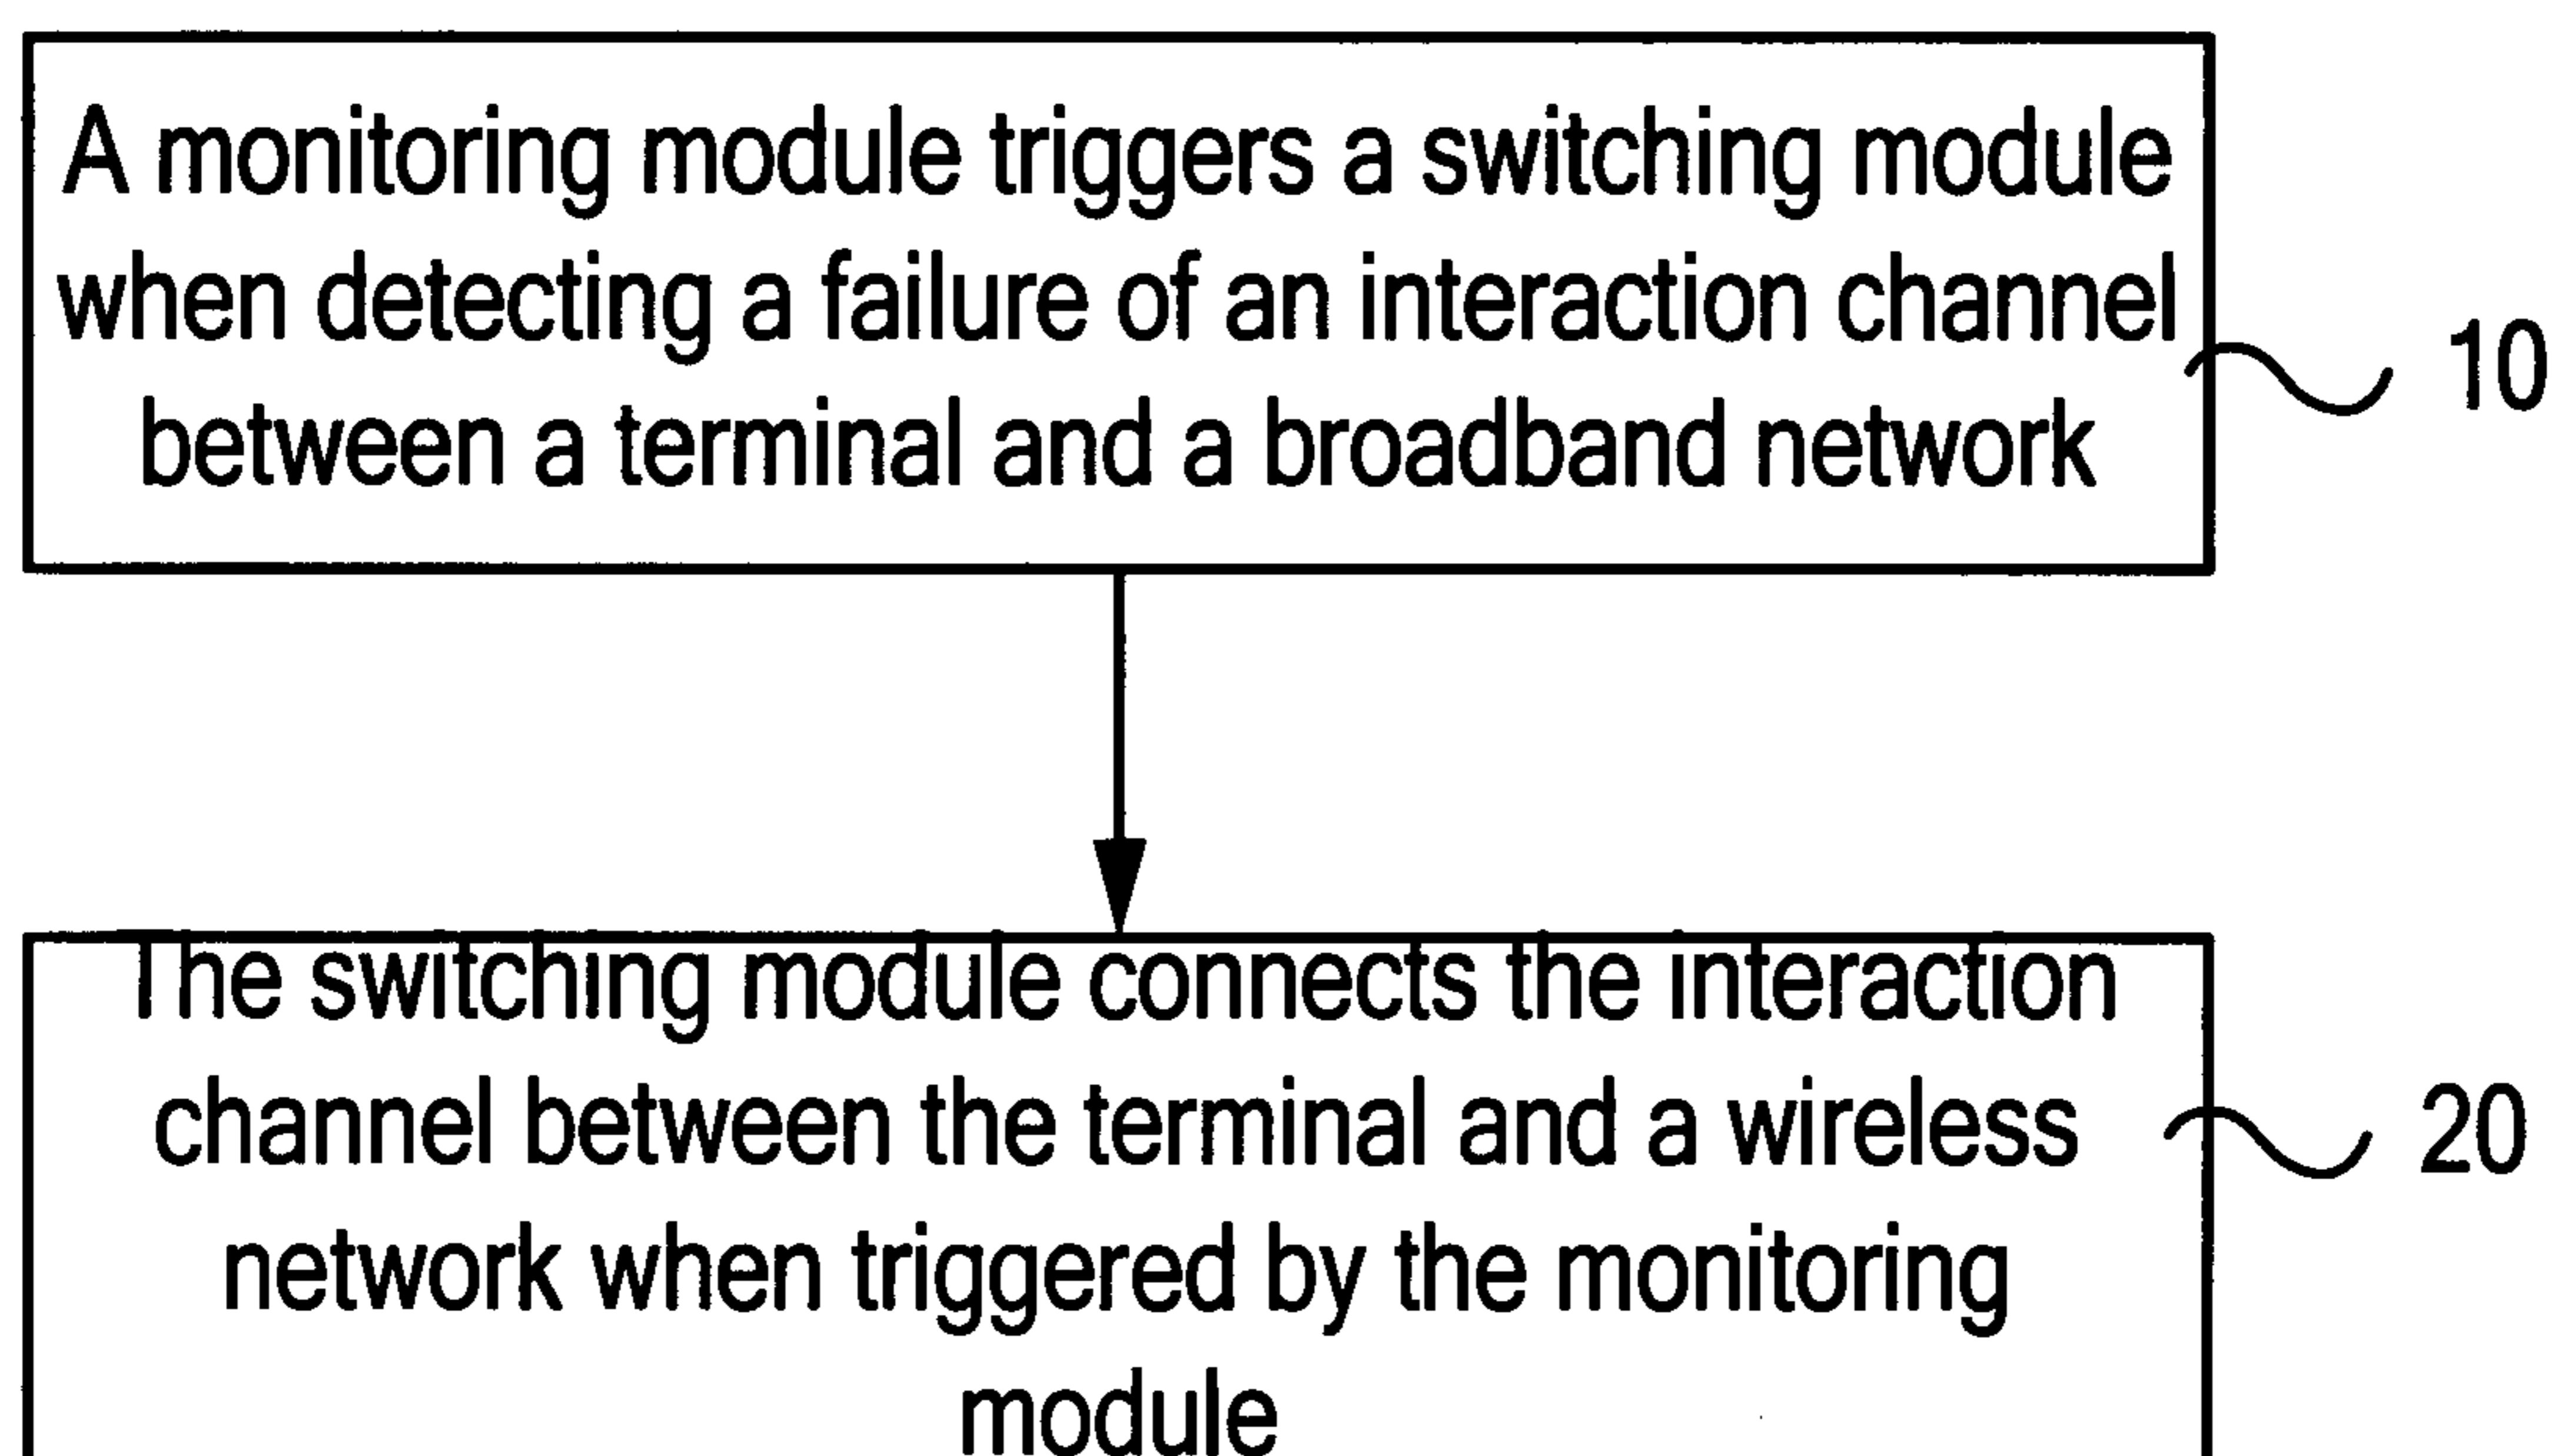 A monitoring module triggers a switching module
when detecting a failure of an interaction channel
between a terminal and a broadband network
10
The switching module connects the interaction
channel between the terminal and a wireless
20
network when triggered by the monitoring
module